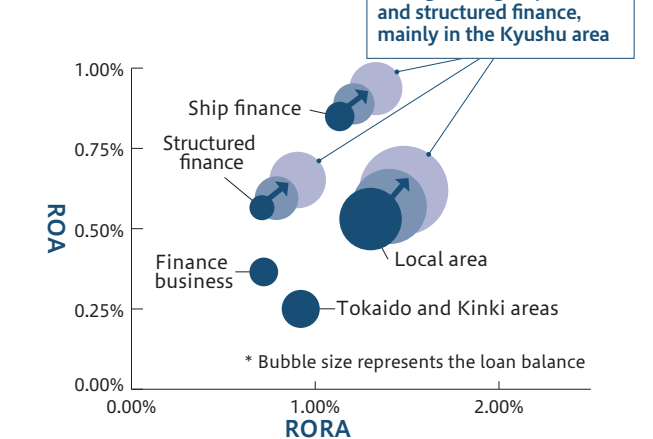 and structured finance,
mainly in the Kyushu area
1.00%
Ship finance
Structured
finance
0.75%
ROA
0.50%
Local area
Finance
business
0.25%
Tokaido and Kinki areas
* Bubble size represents the loan balance
0.00%
0.00%
1.00%
2.00%
RORA